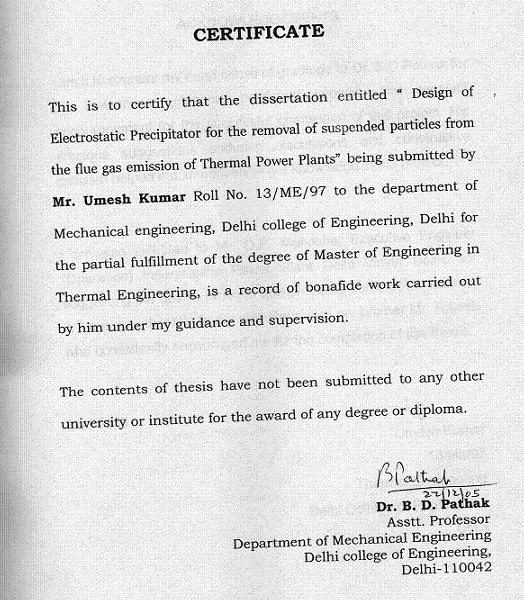 CERTIFICATE
This is to certify that the dissertation entitled “ Design of
Electrostatic Precipitator for the removal of suspended particles from
the flue gas emission of Thermal Power Plants” being submitted by
Mr. Umesh Kumar Roll No. 13/ME/97 to the department of
Mechanical engineering, Delhi college of Engineering, Delhi for
the partial fulfillment of the degree of Master of Engineering in
Thermal Engineering, is a record of bonafide work carried out
by him under my guidance and supervision.
The contents of thesis have not been submitted to any other
university or institute for the award of any degree or diploma.
BPathak
22/12/05
Dr. B. D. Pathak
Asstt. Professor
Department of Mechanical Engineering
Delhi college of Engineering,
Delhi-110042